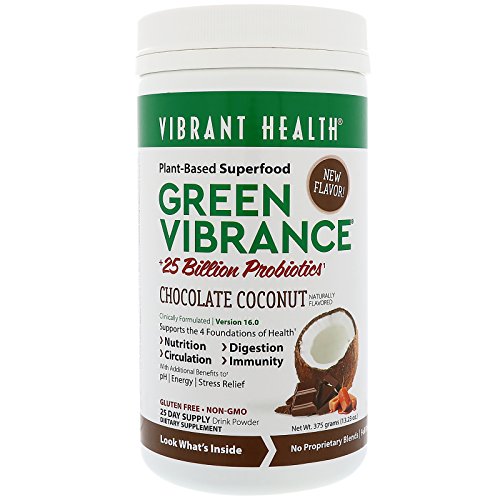 VIBRANT HEALTH®
Plant-Based Superfood
NEW
FLAVOR!
GREEN
VIBRANCE®
+25 Billion Probiotics†
CHOCOLATE COCONUT NATURALLY
FLAVORED
Clinically Formulated | Version 16.0
Supports the 4 Foundations of Health†
› Nutrition › Digestion
› Circulation › Immunity
With Additional Benefits to†
pH | Energy | Stress Relief
GLUTEN FREE • NON-GMO
25 DAY SUPPLY Drink Powder
DIETARY SUPPLEMENT
Net Wt. 375 grams (13.23 oz.)
Look What's Inside
No Proprietary Blends |